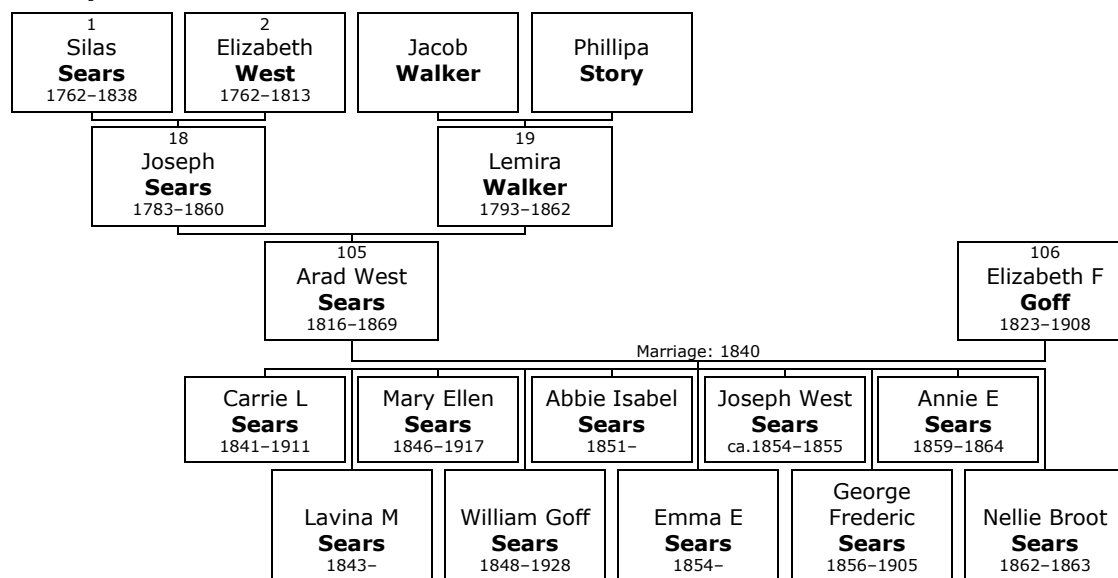 1
Silas
Sears
1762–1838
2
Elizabeth
West
1762–1813
Jacob
Walker
Phillipa
Story
18
Joseph
Sears
1783–1860
19
Lemira
Walker
1793–1862
105
Arad West
Sears
1816–1869
106
Elizabeth F
Goff
1823–1908
Marriage: 1840
Carrie L
Sears
1841–1911
Mary Ellen
Sears
1846–1917
Abbie Isabel
Sears
1851–
Joseph West
Sears
ca.1854–1855
Annie E
Sears
1859–1864
Lavina M
Sears
1843–
William Goff
Sears
1848–1928
Emma E
Sears
1854–
George
Frederic
Sears
1856–1905
Nellie Broot
Sears
1862–1863